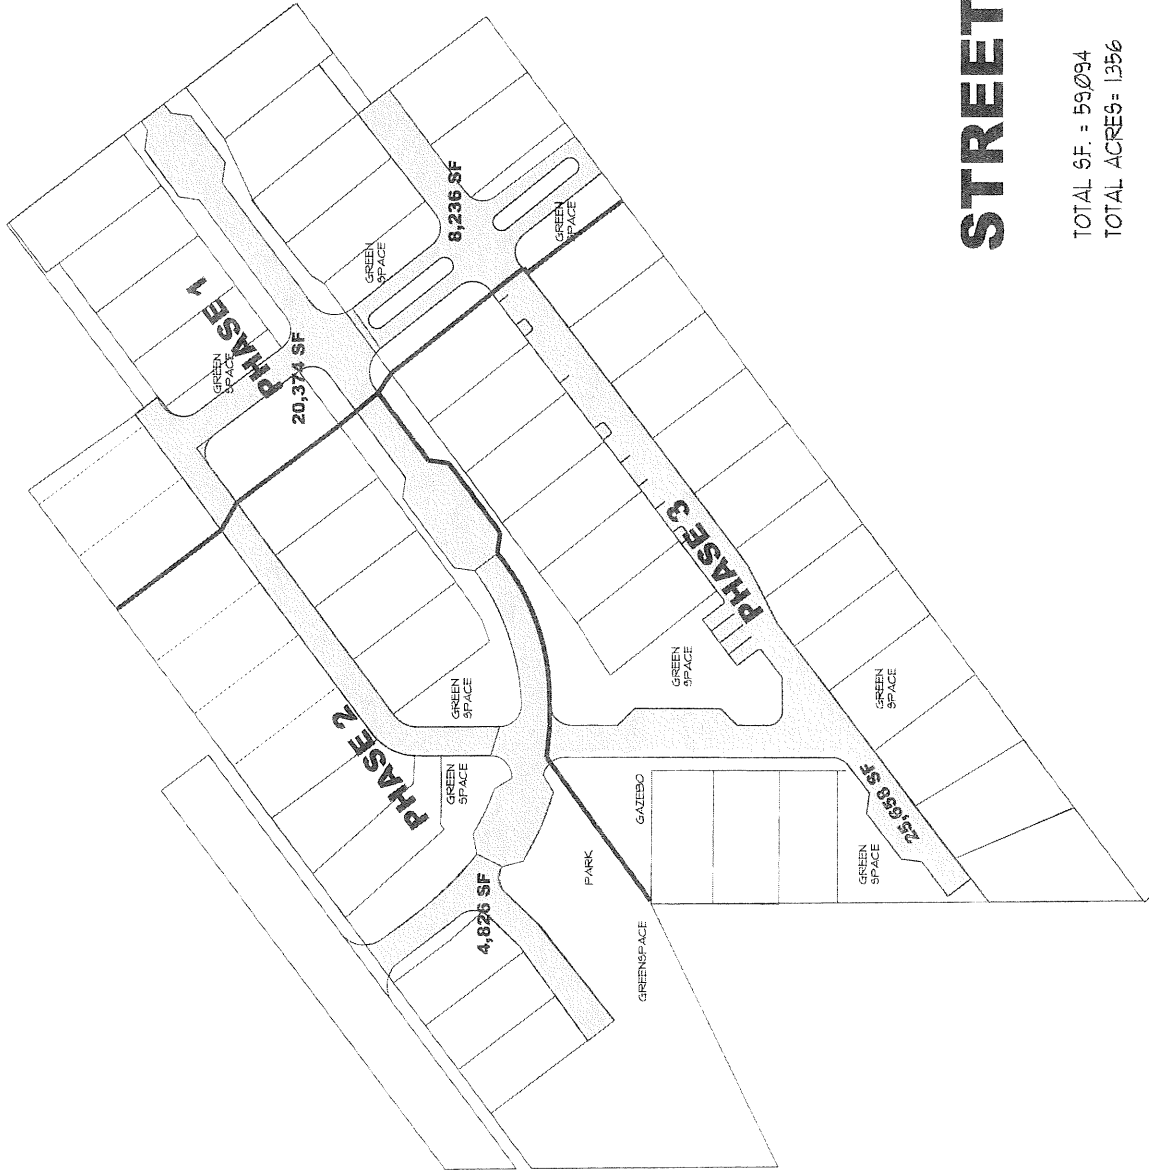 STREET
TOTAL S.F. = 59,094
TOTAL ACRES= 1.356
PHASE 1
20,374 SF
8,236 SF
GREEN
SPACE
GREEN
SPACE
GREEN
SPACE
PHASE 2
4,826 SF
GREEN
SPACE
GREEN
SPACE
PHASE 3
25,658 SF
GREEN
SPACE
GREEN
SPACE
GREEN
SPACE
GAZEBO
PARK
GREENSPACE